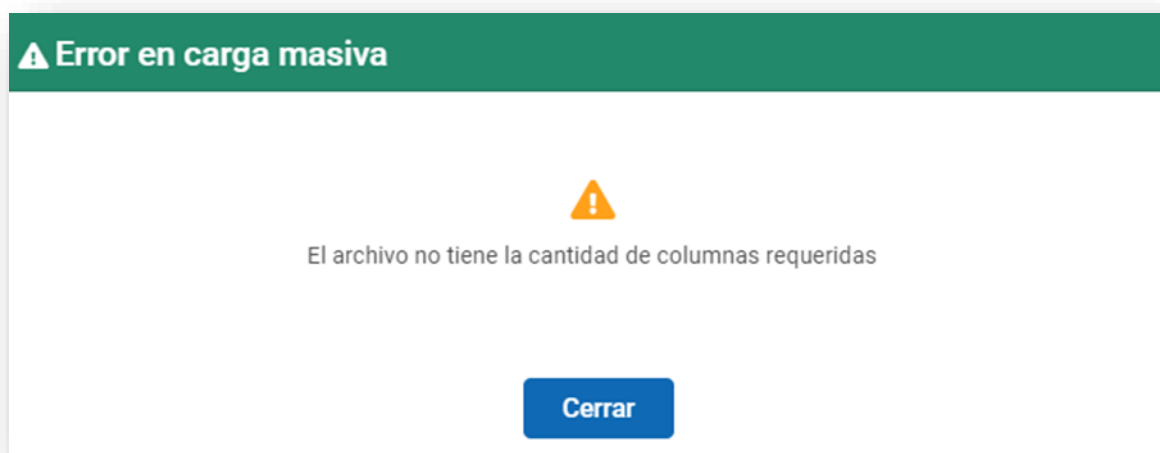 Error en carga masiva
El archivo no tiene la cantidad de columnas requeridas
Cerrar